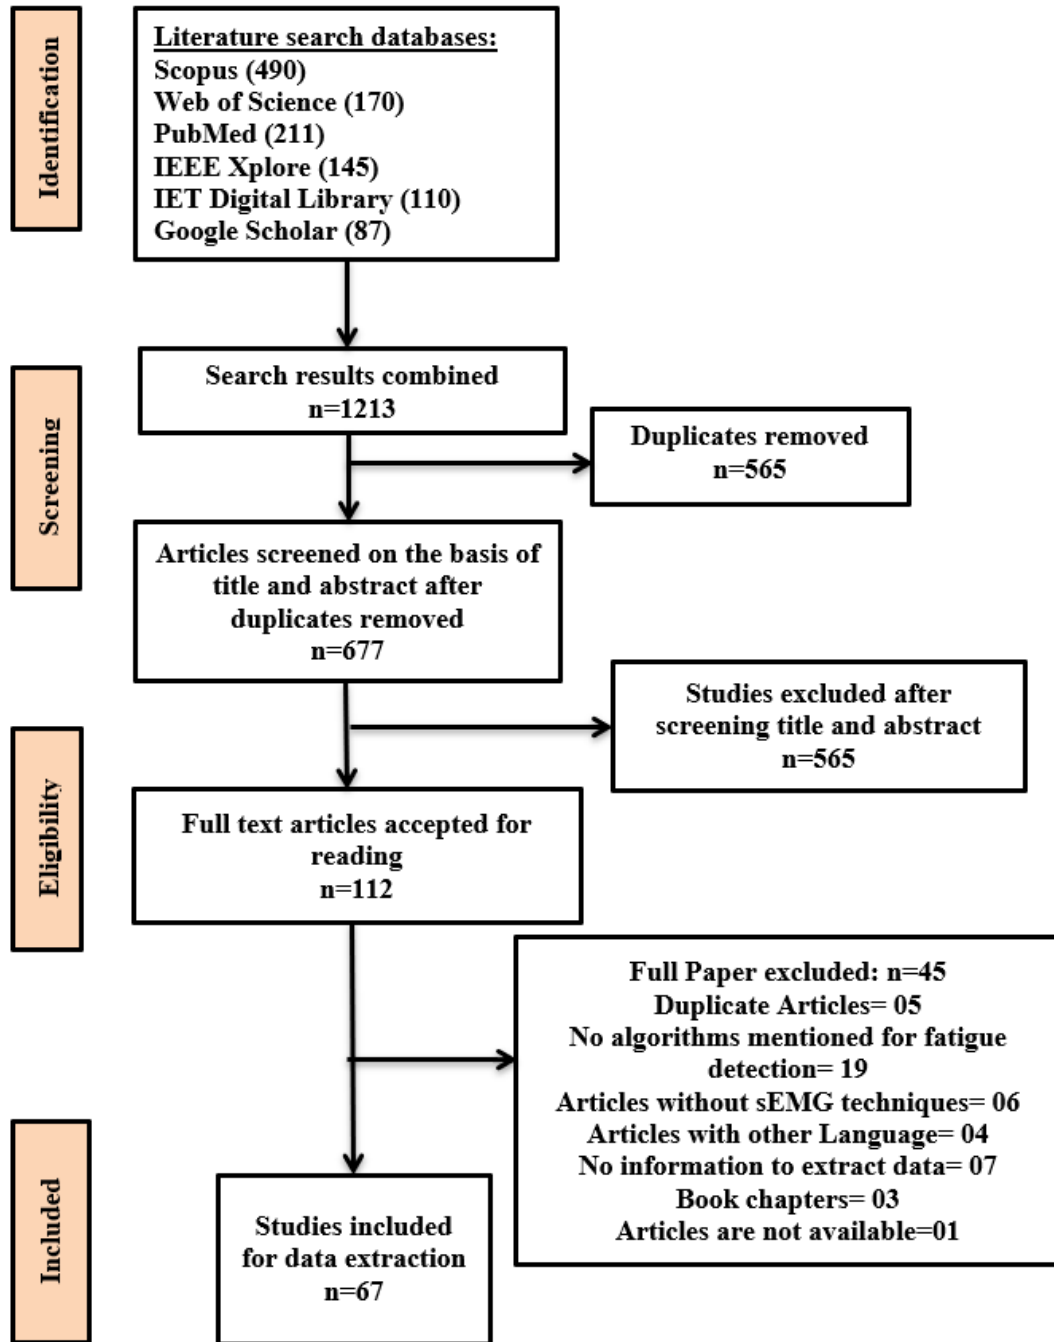 Identification
Literature search databases:
Scopus (490)
Web of Science (170)
PubMed (211)
IEEE Xplore (145)
IET Digital Library (110)
Google Scholar (87)
Screening
Search results combined
n=1213
Duplicates removed
n=565
Articles screened on the basis of
title and abstract after
duplicates removed
n=677
Studies excluded after
screening title and abstract
n=565
Eligibility
Full text articles accepted for
reading
n=112
Full Paper excluded: n=45
Duplicate Articles= 05
No algorithms mentioned for fatigue
detection= 19
Articles without sEMG techniques= 06
Articles with other Language= 04
No information to extract data= 07
Book chapters= 03
Articles are not available=01
Included
Studies included
for data extraction
n=67